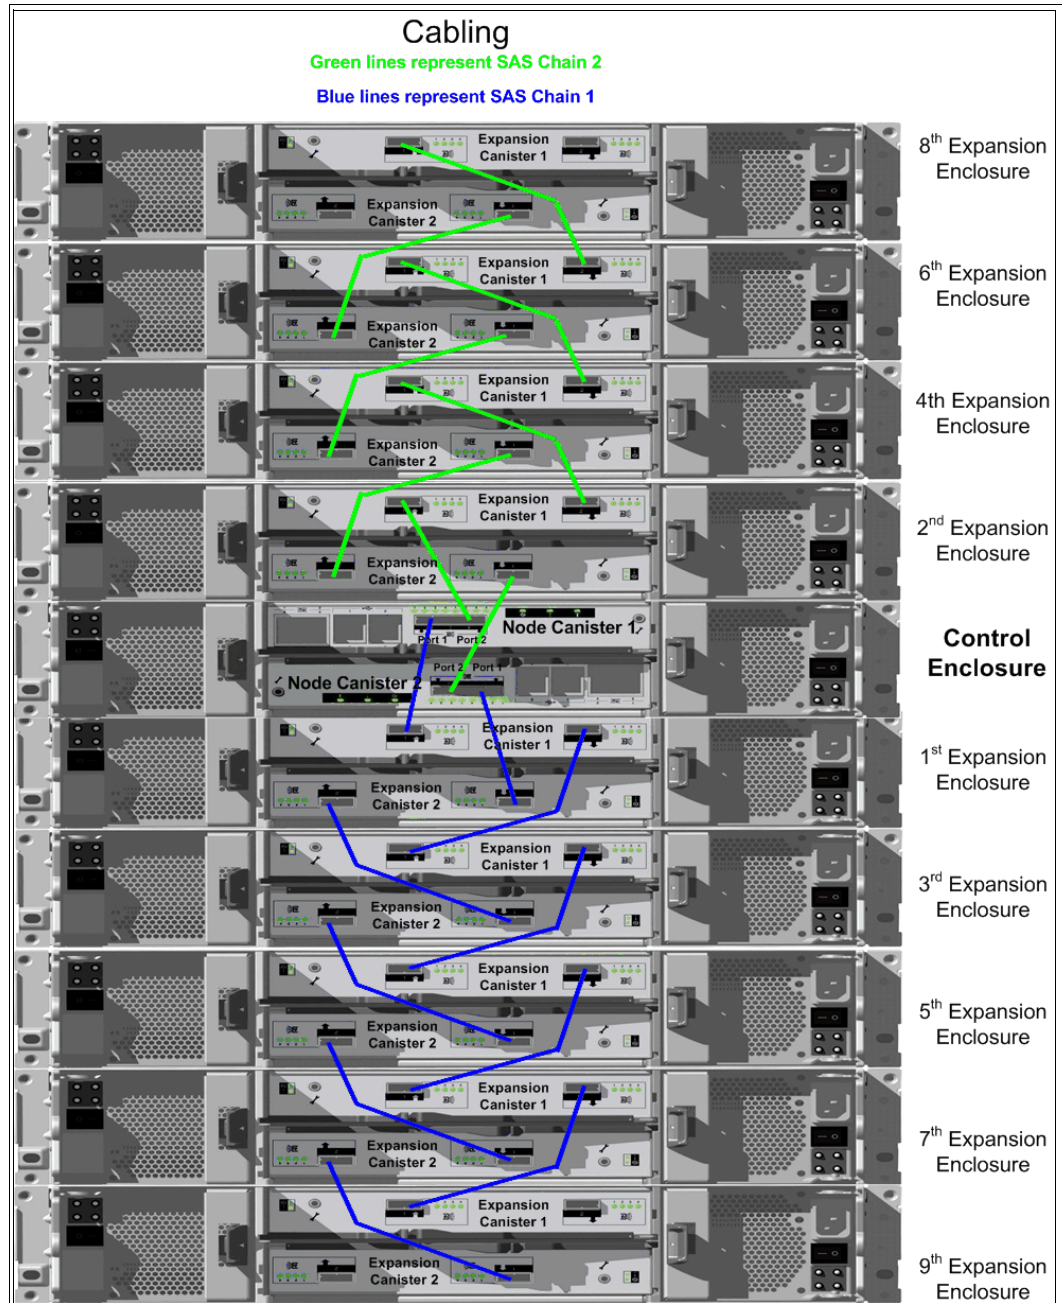 Cabling
Green lines represent SAS Chain 2
Blue lines represent SAS Chain 1
Expansion
Canister 1
Expansion
Canister 2
8th Expansion
Enclosure
Expansion
Canister 1
Expansion
Canister 2
6th Expansion
Enclosure
Expansion
Canister 1
Expansion
Canister 2
4th Expansion
Enclosure
Expansion
Canister 1
Expansion
Canister 2
2nd Expansion
Enclosure
Node Canister 1
Port 1 Port 2
Port 2 Port 1
Node Canister 2
Control
Enclosure
Expansion
Canister 1
Expansion
Canister 2
1st Expansion
Enclosure
Expansion
Canister 1
Expansion
Canister 2
3rd Expansion
Enclosure
Expansion
Canister 1
Expansion
Canister 2
5th Expansion
Enclosure
Expansion
Canister 1
Expansion
Canister 2
7th Expansion
Enclosure
Expansion
Canister 1
Expansion
Canister 2
9th Expansion
Enclosure